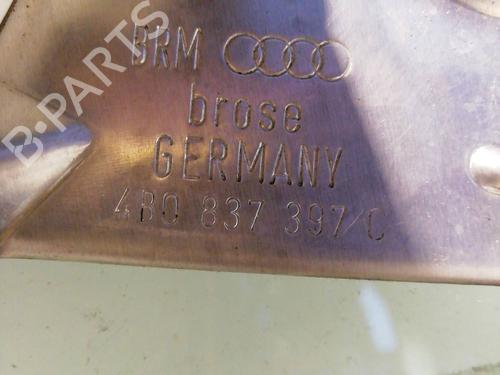 B-PARTS
BRM
brose
GERMANY
4B0 837 397/C